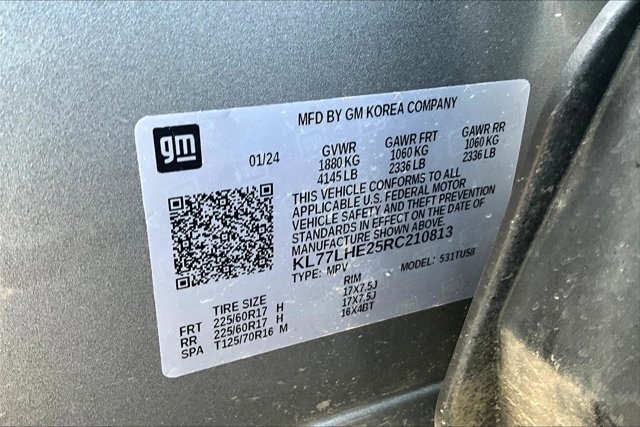 MFD BY GM KOREA COMPANY
gm
01/24
GVWR GAWR FRT GAWR RR
1880 KG 1060 KG 1060 KG
4145 LB 2336 LB 2336 LB
THIS VEHICLE CONFORMS TO ALL
APPLICABLE U.S. FEDERAL MOTOR
VEHICLE SAFETY AND THEFT PREVENTION
STANDARDS IN EFFECT ON THE DATE OF
MANUFACTURE SHOWN ABOVE.
KL77LHE25RC210813
TYPE: MPV MODEL: 531TU58
TIRE SIZE RIM
FRT 225/60R17 H 17X7.5J
RR 225/60R17 H 17X7.5J
SPA T125/70R16 M 16X4BT